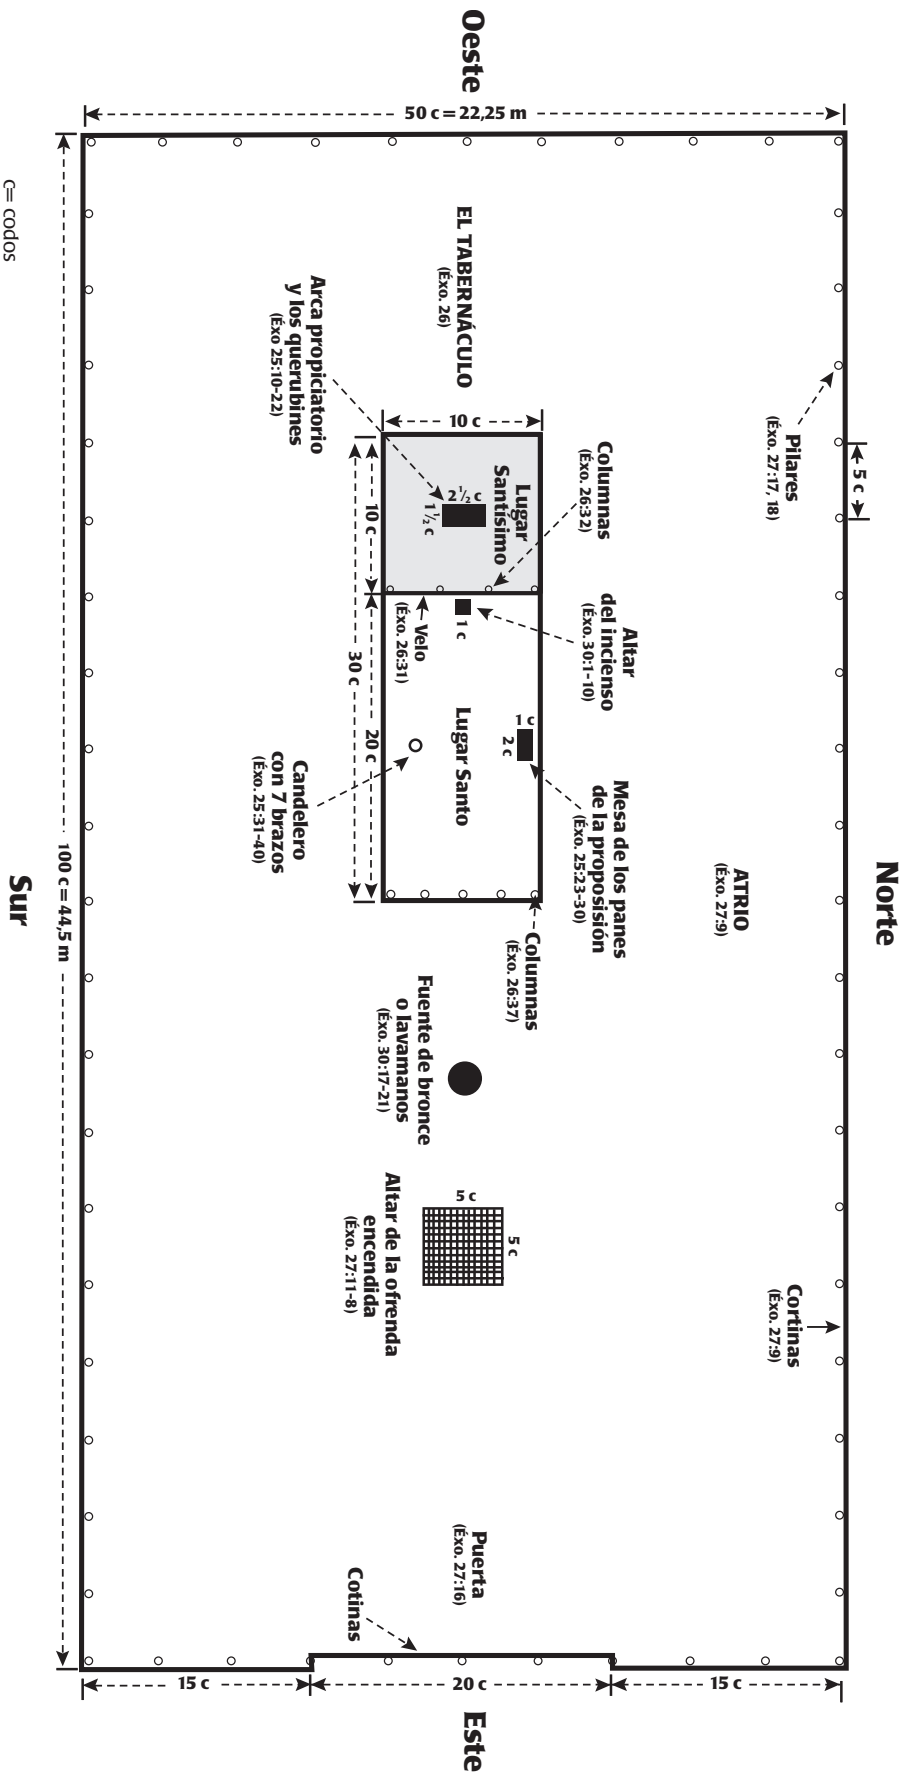 Oeste
50 c = 22,25 m
c= codos
EL TABERNÁCULO
(Éxo. 26)
Arca propiciatorio
y los querubines
(Éxo 25:10-22)
Pilares
(Éxo. 27:17, 18)
5 c
10 c
Columnas
(Éxo. 26:32)
Lugar
Santísimo
2 ½ c
1 ½ c
10 c
30 c
20 c
Velo
(Éxo. 26:31)
1 c
Altar
del incienso
(Éxo.30:1-10)
Lugar Santo
1 c
2 c
Mesa de los panes
de la proposisión
(Éxo. 25:23-30)
Candelero
con 7 brazos
(Éxo. 25:31-40)
Norte
ATRIO
(Éxo. 27:9)
Sur
100 c = 44,5 m
Columnas
(Éxo. 26:37)
Fuente de bronce
o lavamanos
(Éxo. 30:17-21)
Altar de la ofrenda
encendida
(Éxo. 27:11-8)
5 c
5 c
Cortinas
(Éxo. 27:9)
Puerta
(Éxo. 27:16)
Cotinas
15 c
20 c
15 c
Este